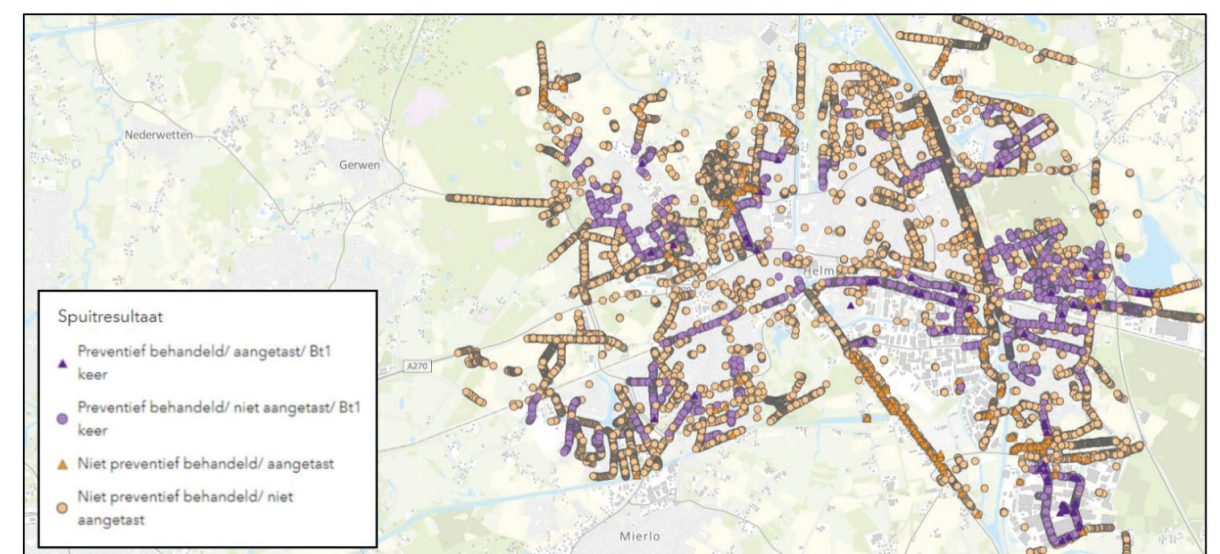 Nederwetten
Gerwen
Helm
Spuitresultaat
Preventief behandeld/ aangetast/ Bt1
keer
Preventief behandeld/ niet aangetast/ Bt1
keer
Niet preventief behandeld/ aangetast
Niet preventief behandeld/ niet
aangetast
A270
Mierlo